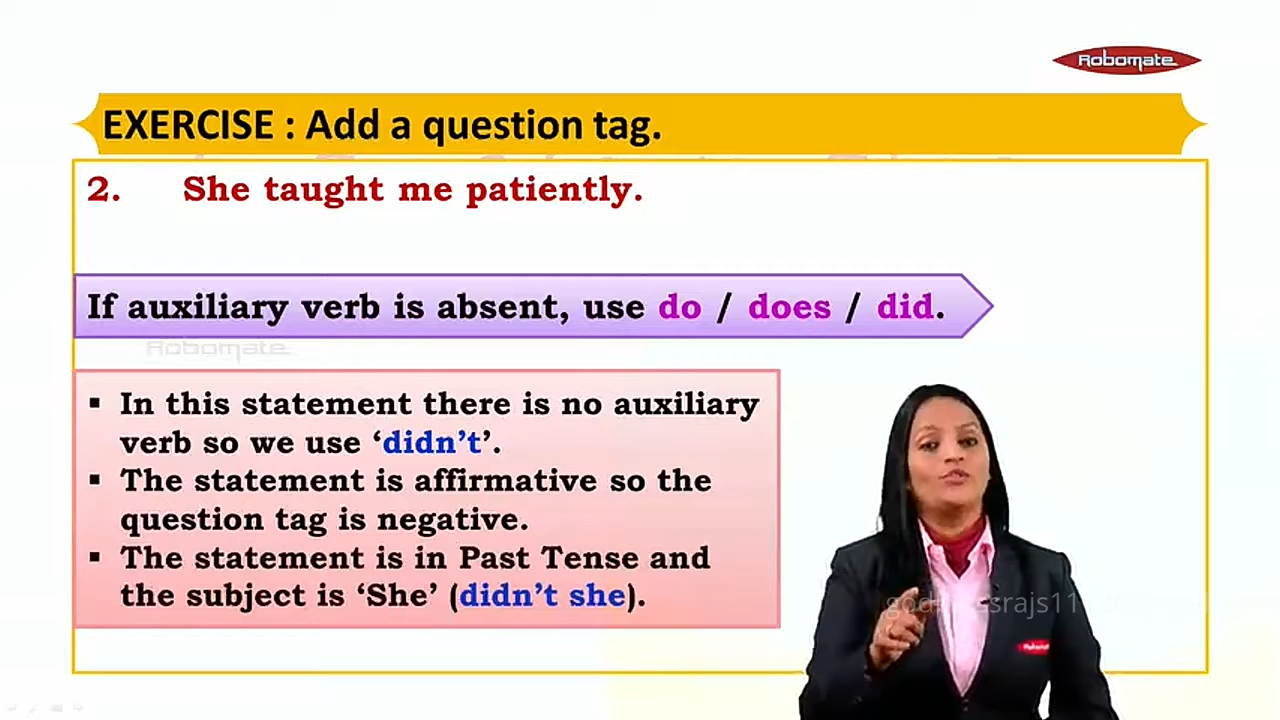 Robomate
EXERCISE : Add a question tag.
2. She taught me patiently.
If auxiliary verb is absent, use do / does / did.
Robomate
▪ In this statement there is no auxiliary
verb so we use ‘didn’t’.
▪ The statement is affirmative so the
question tag is negative.
▪ The statement is in Past Tense and
the subject is ‘She’ (didn’t she).
Robomate